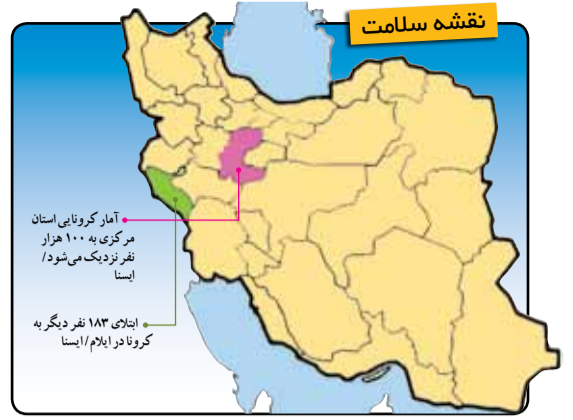 نقشه سلامت
آمار کرونایی استان
مرکزی به ۱۰۰ هزار
نفر نزدیک می‌شود/
ایسنا
ابتلای ۱۸۳ نفر دیگر به
کرونا در ایلام/ایسنا